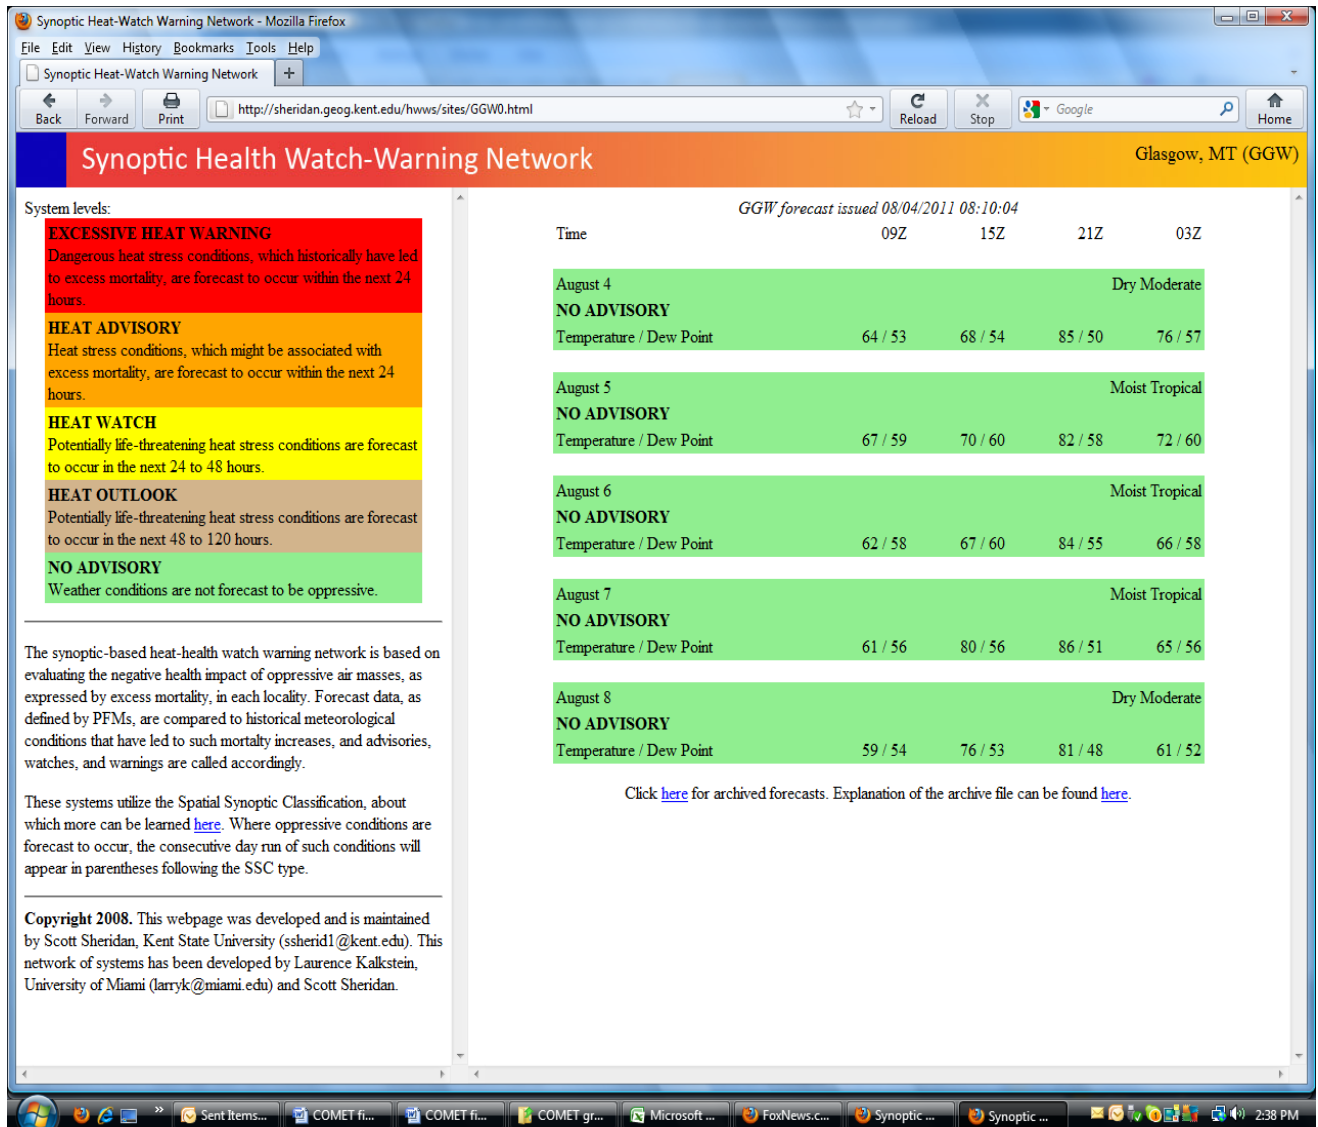 Synoptic Heat-Watch Warning Network - Mozilla Firefox
File Edit View History Bookmarks Tools Help
Synoptic Heat-Watch Warning Network
Back Forward Print http://sheridan.geog.kent.edu/hwws/sites/GGW0.html Reload Stop Google Home
Synoptic Health Watch-Warning Network
Glasgow, MT (GGW)
System levels:
EXCESSIVE HEAT WARNING
Dangerous heat stress conditions, which historically have led
to excess mortality, are forecast to occur within the next 24
hours.
HEAT ADVISORY
Heat stress conditions, which might be associated with
excess mortality, are forecast to occur within the next 24
hours.
HEAT WATCH
Potentially life-threatening heat stress conditions are forecast
to occur in the next 24 to 48 hours.
HEAT OUTLOOK
Potentially life-threatening heat stress conditions are forecast
to occur in the next 48 to 120 hours.
NO ADVISORY
Weather conditions are not forecast to be oppressive.
The synoptic-based heat-health watch warning network is based on
evaluating the negative health impact of oppressive air masses, as
expressed by excess mortality, in each locality. Forecast data, as
defined by PFMs, are compared to historical meteorological
conditions that have led to such mortalty increases, and advisories,
watches, and warnings are called accordingly.
These systems utilize the Spatial Synoptic Classification, about
which more can be learned here. Where oppressive conditions are
forecast to occur, the consecutive day run of such conditions will
appear in parentheses following the SSC type.
Copyright 2008. This webpage was developed and is maintained
by Scott Sheridan, Kent State University (ssherid1@kent.edu). This
network of systems has been developed by Laurence Kalkstein,
University of Miami (larryk@miami.edu) and Scott Sheridan.
GGW forecast issued 08/04/2011 08:10:04
Time 09Z 15Z 21Z 03Z
August 4 Dry Moderate
NO ADVISORY
Temperature / Dew Point 64 / 53 68 / 54 85 / 50 76 / 57
August 5 Moist Tropical
NO ADVISORY
Temperature / Dew Point 67 / 59 70 / 60 82 / 58 72 / 60
August 6 Moist Tropical
NO ADVISORY
Temperature / Dew Point 62 / 58 67 / 60 84 / 55 66 / 58
August 7 Moist Tropical
NO ADVISORY
Temperature / Dew Point 61 / 56 80 / 56 86 / 51 65 / 56
August 8 Dry Moderate
NO ADVISORY
Temperature / Dew Point 59 / 54 76 / 53 81 / 48 61 / 52
Click here for archived forecasts. Explanation of the archive file can be found here.
Sent Items... COMET fi... COMET fi... COMET gr... Microsoft ... FoxNews.c... Synoptic ... Synoptic ... 2:38 PM